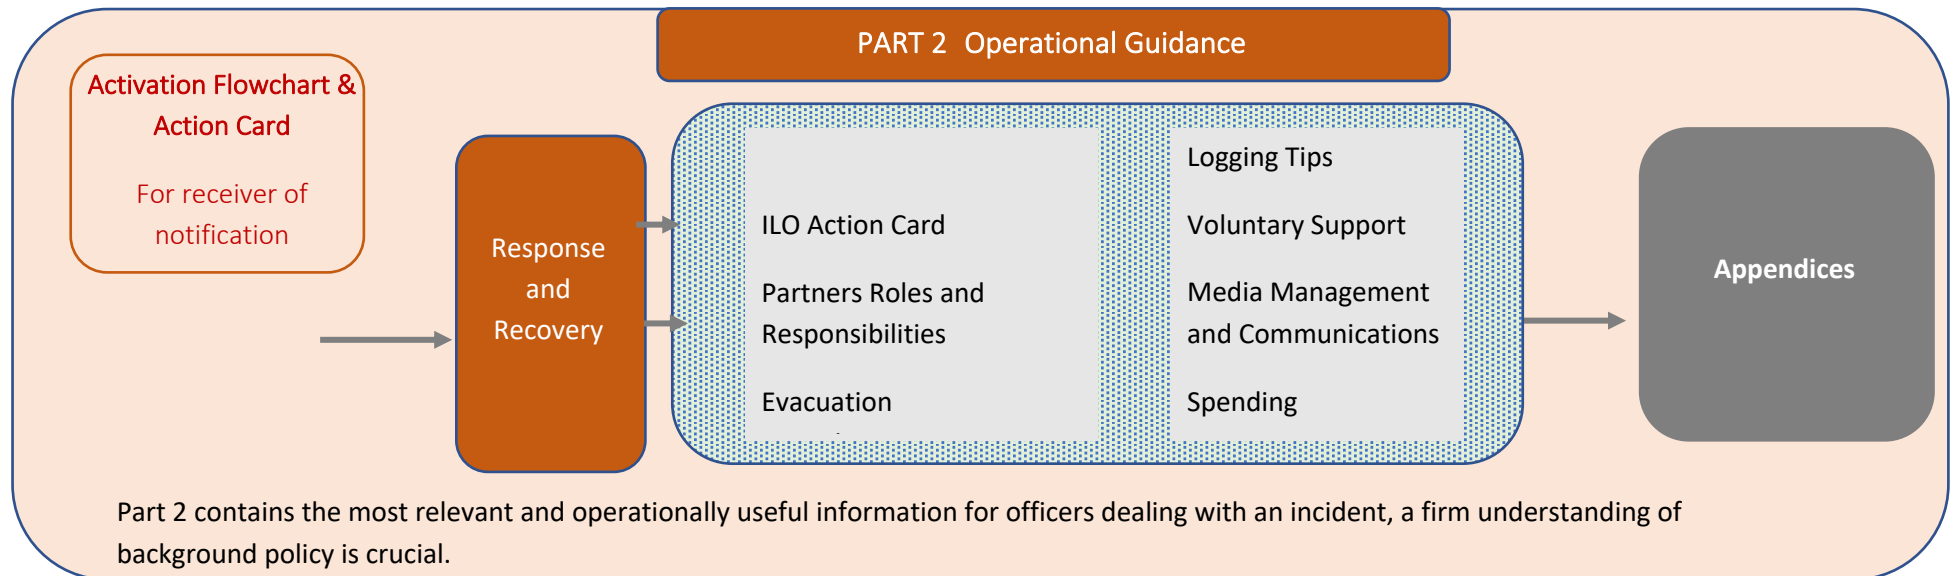 PART 2 Operational Guidance
Activation Flowchart &
Action Card
For receiver of
notification
Response
and
Recovery
ILO Action Card
Partners Roles and
Responsibilities
Evacuation
Logging Tips
Voluntary Support
Media Management
and Communications
Spending
Appendices
Part 2 contains the most relevant and operationally useful information for officers dealing with an incident, a firm understanding of
background policy is crucial.